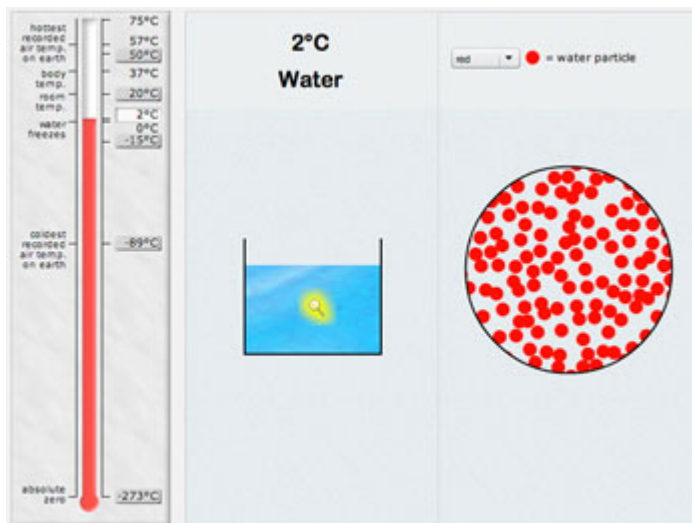 hottest
recorded
air temp.
on earth
body
temp.
room
temp.
water
freezes
coldest
recorded
air temp.
on earth
absolute
zero
75°C
57°C
50°C
37°C
20°C
2°C
0°C
-15°C
-89°C
-273°C
2°C
Water
red
= water particle